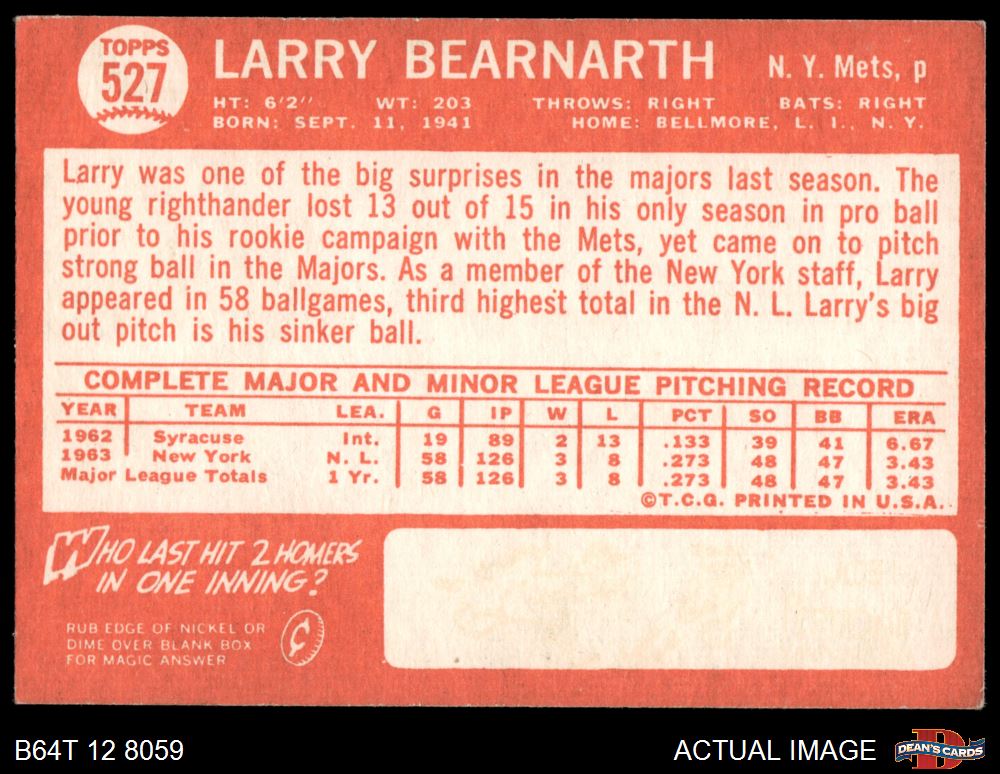 TOPPS
527
LARRY BEARNARTH
N. Y. Mets, p
HT: 6'2" WT: 203 THROWS: RIGHT BATS: RIGHT
BORN: SEPT. 11, 1941 HOME: BELLMORE, L. I., N. Y.
Larry was one of the big surprises in the majors last season. The
young righthander lost 13 out of 15 in his only season in pro ball
prior to his rookie campaign with the Mets, yet came on to pitch
strong ball in the Majors. As a member of the New York staff, Larry
appeared in 58 ballgames, third highest total in the N. L. Larry's big
out pitch is his sinker ball.
COMPLETE MAJOR AND MINOR LEAGUE PITCHING RECORD
YEAR TEAM LEA. G IP W L PCT SO BB ERA
1962 Syracuse Int. 19 89 2 13 .133 39 41 6.67
1963 New York N. L. 58 126 3 8 .273 48 47 3.43
Major League Totals 1 Yr. 58 126 3 8 .273 48 47 3.43
©T.C.G. PRINTED IN U.S.A.
WHO LAST HIT 2 HOMERS
IN ONE INNING?
RUB EDGE OF NICKEL OR
DIME OVER BLANK BOX
FOR MAGIC ANSWER
¢
B64T 12 8059
ACTUAL IMAGE
DEAN'S CARDS